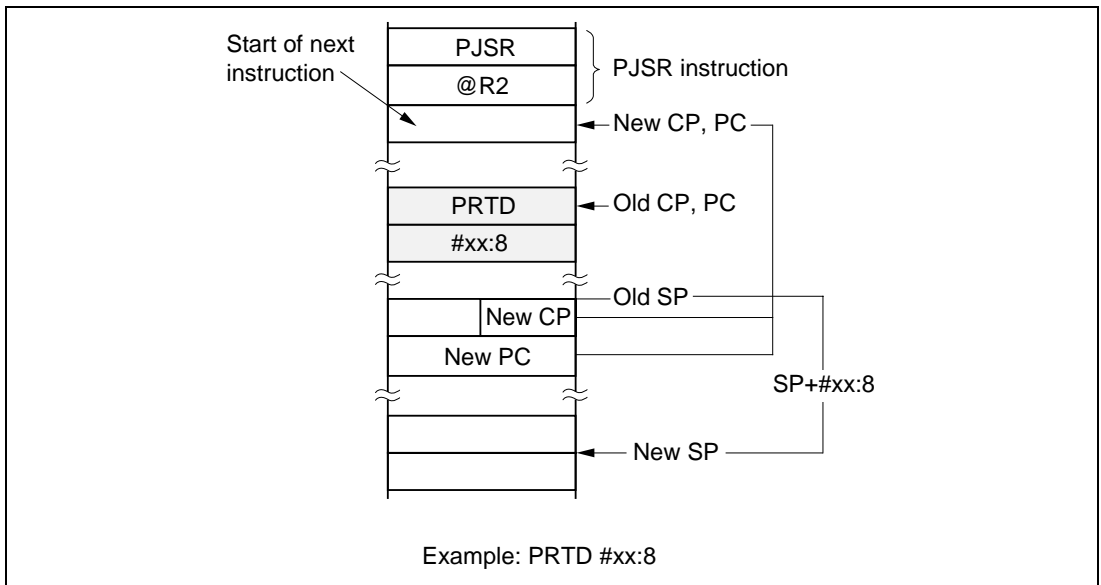 Start of next
instruction
PJSR
@R2
PJSR instruction
New CP, PC
PRTD
Old CP, PC
#xx:8
Old SP
New CP
New PC
SP+#xx:8
New SP
Example: PRTD #xx:8